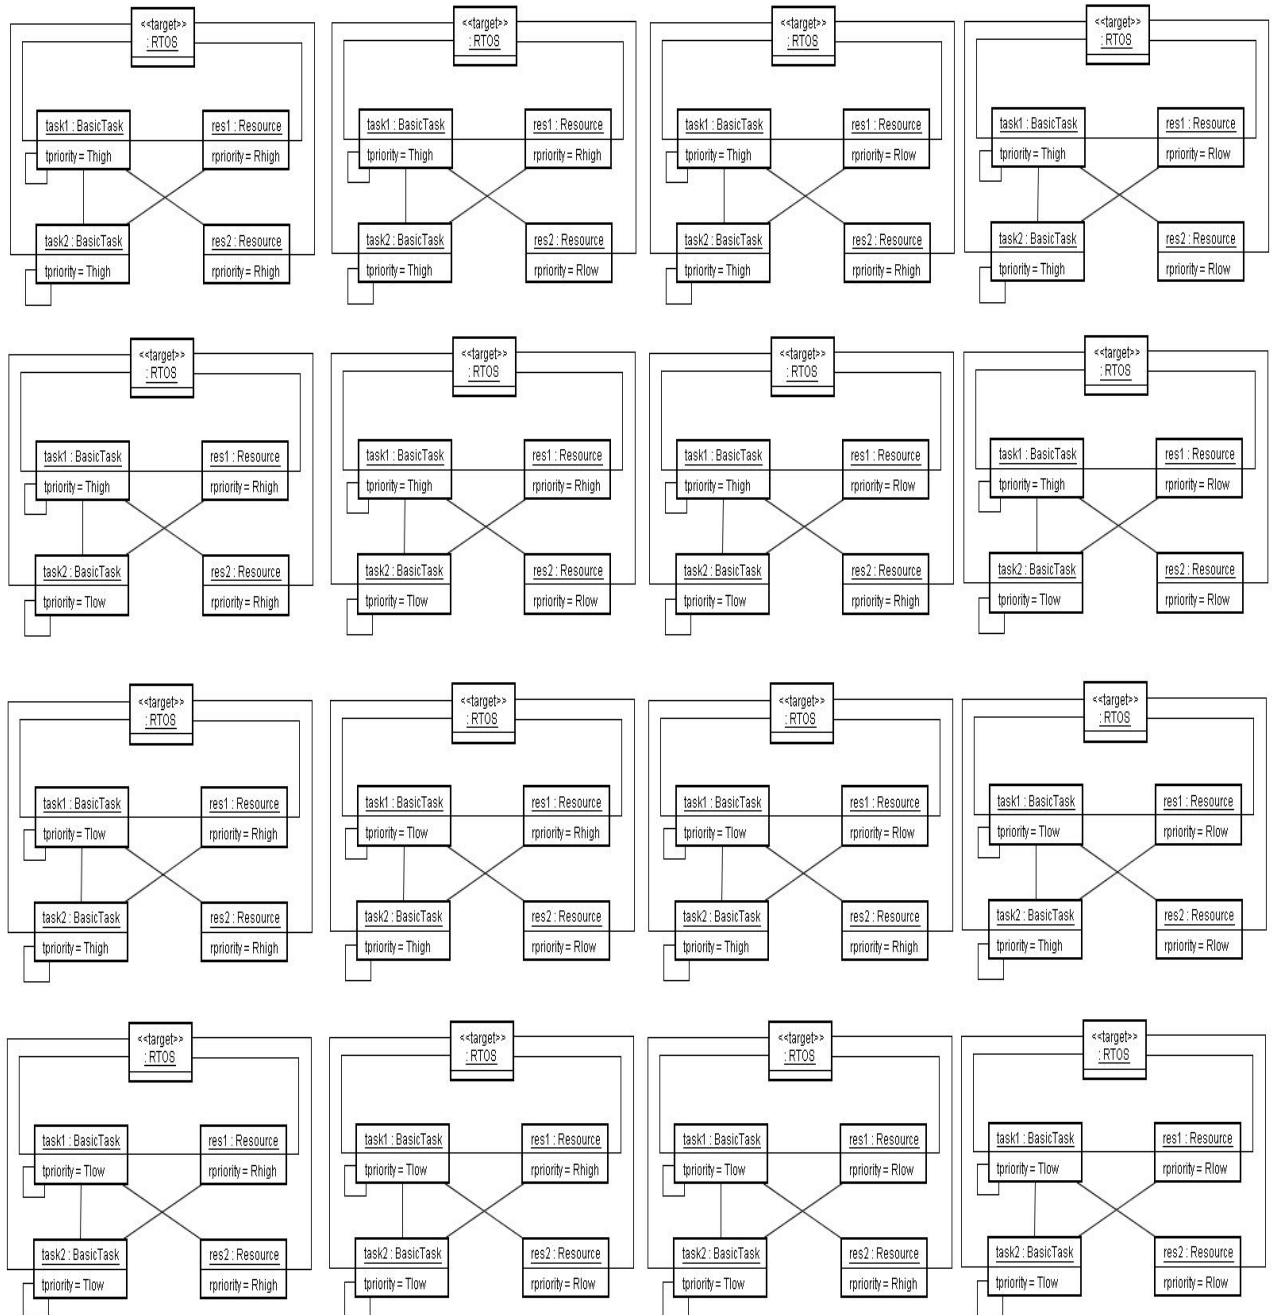 <<target>>
: RTOS
task1 : BasicTask
tpriority = Thigh
res1 : Resource
rpriority = Rhigh
task2 : BasicTask
tpriority = Thigh
res2 : Resource
rpriority = Rhigh
<<target>>
: RTOS
task1 : BasicTask
tpriority = Thigh
res1 : Resource
rpriority = Rhigh
task2 : BasicTask
tpriority = Thigh
res2 : Resource
rpriority = Rlow
<<target>>
: RTOS
task1 : BasicTask
tpriority = Thigh
res1 : Resource
rpriority = Rlow
task2 : BasicTask
tpriority = Thigh
res2 : Resource
rpriority = Rhigh
<<target>>
: RTOS
task1 : BasicTask
tpriority = Thigh
res1 : Resource
rpriority = Rlow
task2 : BasicTask
tpriority = Thigh
res2 : Resource
rpriority = Rlow
<<target>>
: RTOS
task1 : BasicTask
tpriority = Thigh
res1 : Resource
rpriority = Rhigh
task2 : BasicTask
tpriority = Tlow
res2 : Resource
rpriority = Rhigh
<<target>>
: RTOS
task1 : BasicTask
tpriority = Thigh
res1 : Resource
rpriority = Rhigh
task2 : BasicTask
tpriority = Tlow
res2 : Resource
rpriority = Rlow
<<target>>
: RTOS
task1 : BasicTask
tpriority = Thigh
res1 : Resource
rpriority = Rlow
task2 : BasicTask
tpriority = Tlow
res2 : Resource
rpriority = Rhigh
<<target>>
: RTOS
task1 : BasicTask
tpriority = Thigh
res1 : Resource
rpriority = Rlow
task2 : BasicTask
tpriority = Tlow
res2 : Resource
rpriority = Rlow
<<target>>
: RTOS
task1 : BasicTask
tpriority = Tlow
res1 : Resource
rpriority = Rhigh
task2 : BasicTask
tpriority = Thigh
res2 : Resource
rpriority = Rhigh
<<target>>
: RTOS
task1 : BasicTask
tpriority = Tlow
res1 : Resource
rpriority = Rhigh
task2 : BasicTask
tpriority = Thigh
res2 : Resource
rpriority = Rlow
<<target>>
: RTOS
task1 : BasicTask
tpriority = Tlow
res1 : Resource
rpriority = Rlow
task2 : BasicTask
tpriority = Thigh
res2 : Resource
rpriority = Rhigh
<<target>>
: RTOS
task1 : BasicTask
tpriority = Tlow
res1 : Resource
rpriority = Rlow
task2 : BasicTask
tpriority = Thigh
res2 : Resource
rpriority = Rlow
<<target>>
: RTOS
task1 : BasicTask
tpriority = Tlow
res1 : Resource
rpriority = Rhigh
task2 : BasicTask
tpriority = Tlow
res2 : Resource
rpriority = Rhigh
<<target>>
: RTOS
task1 : BasicTask
tpriority = Tlow
res1 : Resource
rpriority = Rhigh
task2 : BasicTask
tpriority = Tlow
res2 : Resource
rpriority = Rlow
<<target>>
: RTOS
task1 : BasicTask
tpriority = Tlow
res1 : Resource
rpriority = Rlow
task2 : BasicTask
tpriority = Tlow
res2 : Resource
rpriority = Rhigh
<<target>>
: RTOS
task1 : BasicTask
tpriority = Tlow
res1 : Resource
rpriority = Rlow
task2 : BasicTask
tpriority = Tlow
res2 : Resource
rpriority = Rlow